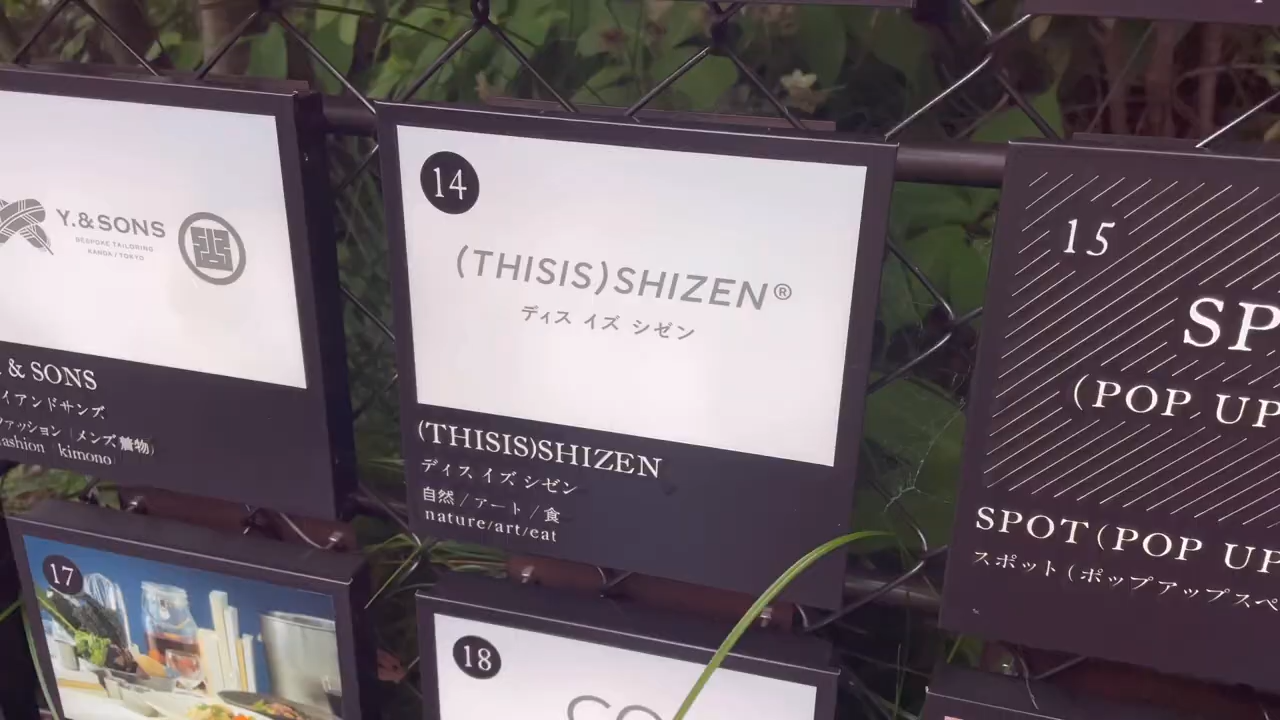 Y.&SONS
BESPOKE TAILORING
KANDA / TOKYO
& SONS
イアンドサンズ
ファッション（メンズ着物）
fashion（kimono）
14
(THISIS)SHIZEN®
ディス イズ シゼン
(THISIS)SHIZEN
ディス イズ シゼン
自然 / アート / 食
nature/art/eat
15
SP
(POP UP
SPOT (POP UP
スポット（ポップアップスペ
17
18